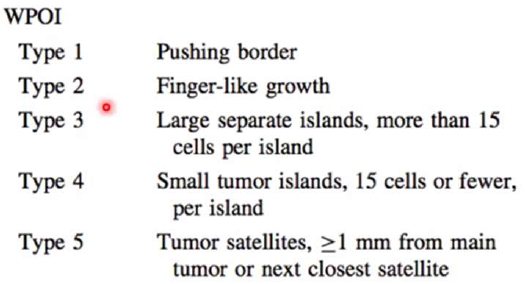 WPOI
Type 1 Pushing border
Type 2 Finger-like growth
Type 3 Large separate islands, more than 15
cells per island
Type 4 Small tumor islands, 15 cells or fewer,
per island
Type 5 Tumor satellites, ≥1 mm from main
tumor or next closest satellite